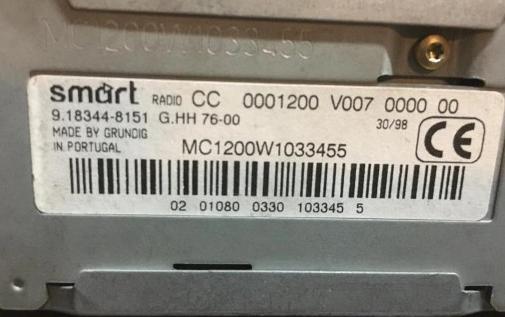 MC1200W1033455
smart RADIO CC 0001200 V007 0000 00
9.18344-8151 G.HH 76-00 30/98
MADE BY GRUNDIG
IN PORTUGAL MC1200W1033455 CE
02 01080 0330 103345 5